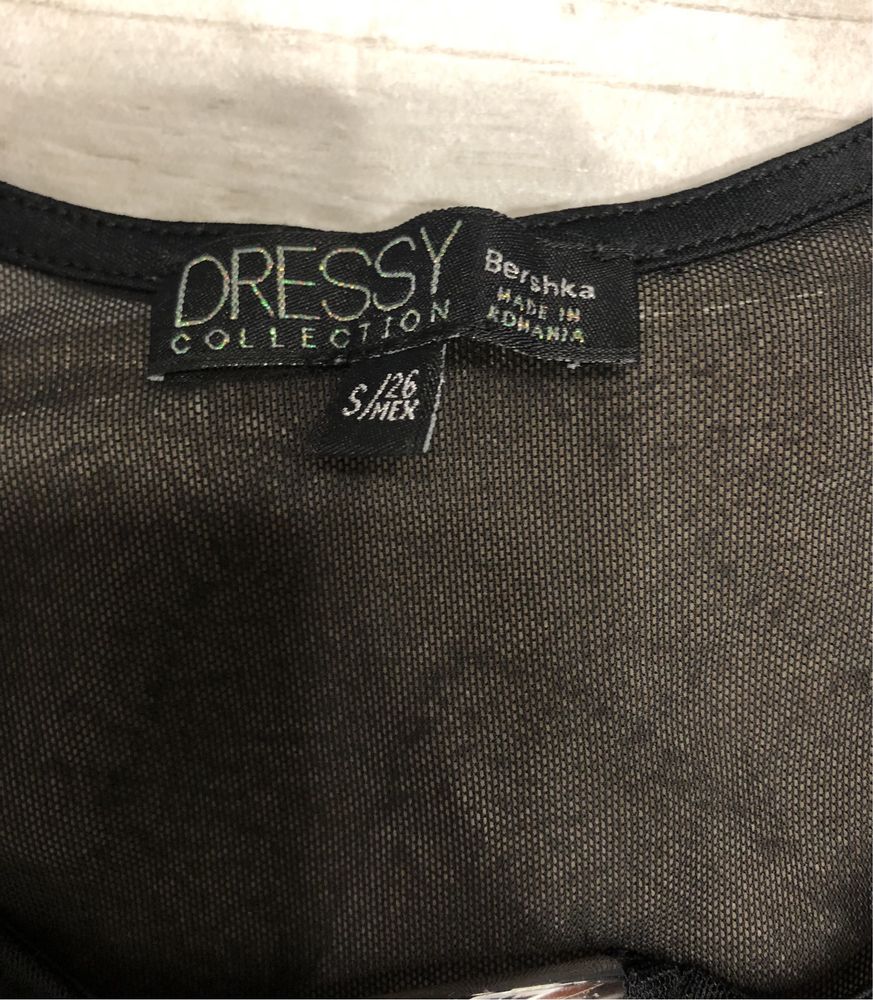 DRESSY
COLLECTION
Bershka
MADE IN
ROMANIA
S/26
MEX